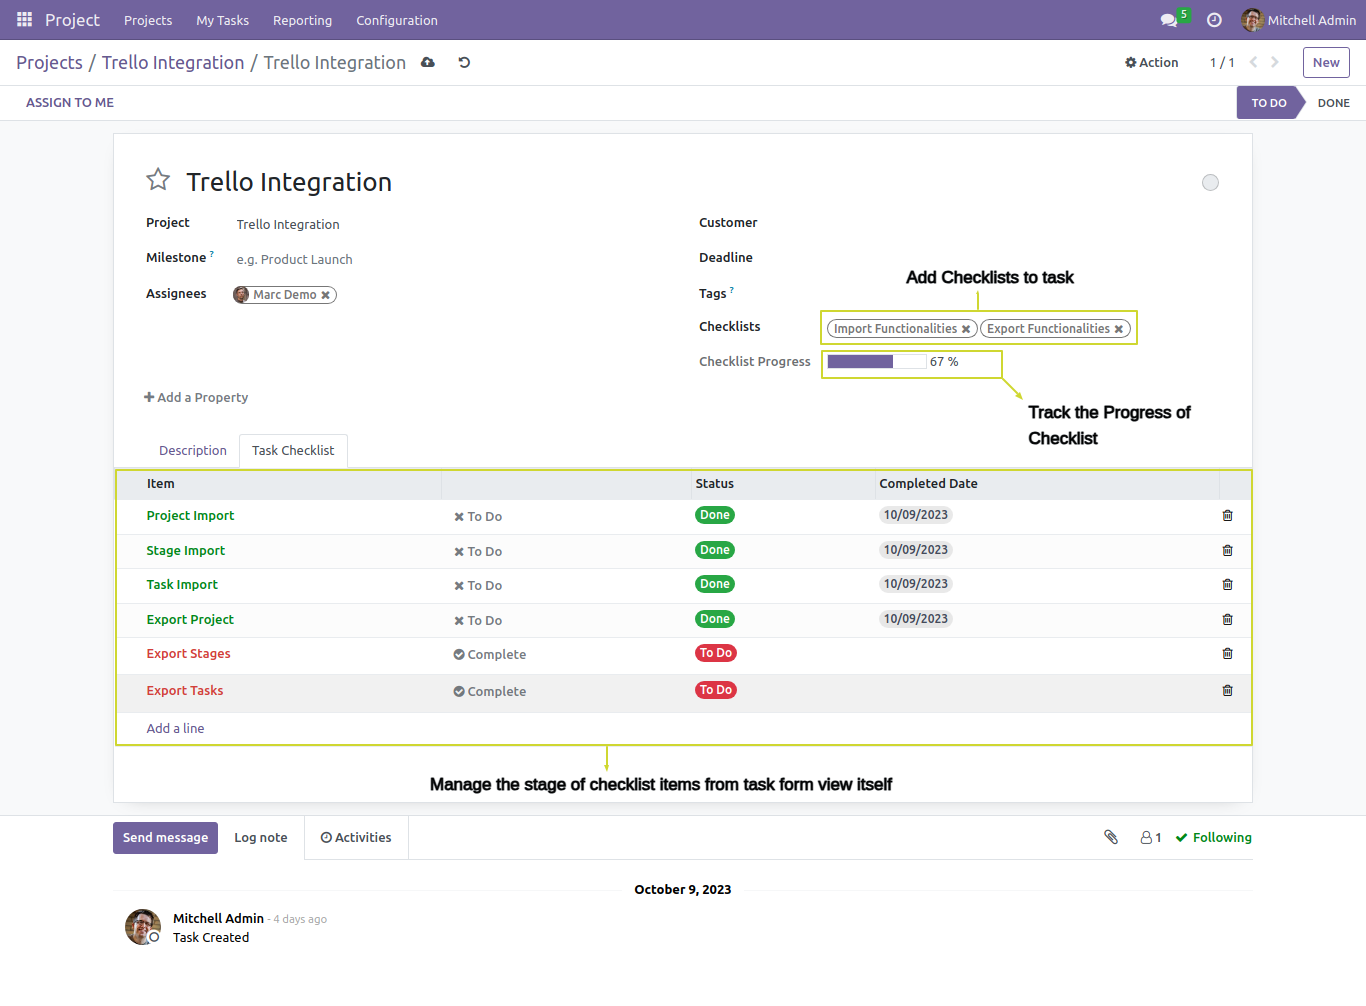 Project Projects My Tasks Reporting Configuration 5 Mitchell Admin
Projects / Trello Integration / Trello Integration Action 1 / 1 New
ASSIGN TO ME TO DO DONE
Trello Integration
Project Trello Integration Customer
Milestone ? e.g. Product Launch Deadline
Add Checklists to task
Assignees Marc Demo Tags ?
Checklists Import Functionalities Export Functionalities
Checklist Progress 67 %
Add a Property
Track the Progress of
Checklist
Description Task Checklist
Item Status Completed Date
Project Import To Do Done 10/09/2023
Stage Import To Do Done 10/09/2023
Task Import To Do Done 10/09/2023
Export Project To Do Done 10/09/2023
Export Stages Complete To Do
Export Tasks Complete To Do
Add a line
Manage the stage of checklist items from task form view itself
Send message Log note Activities 1 Following
October 9, 2023
Mitchell Admin - 4 days ago
Task Created